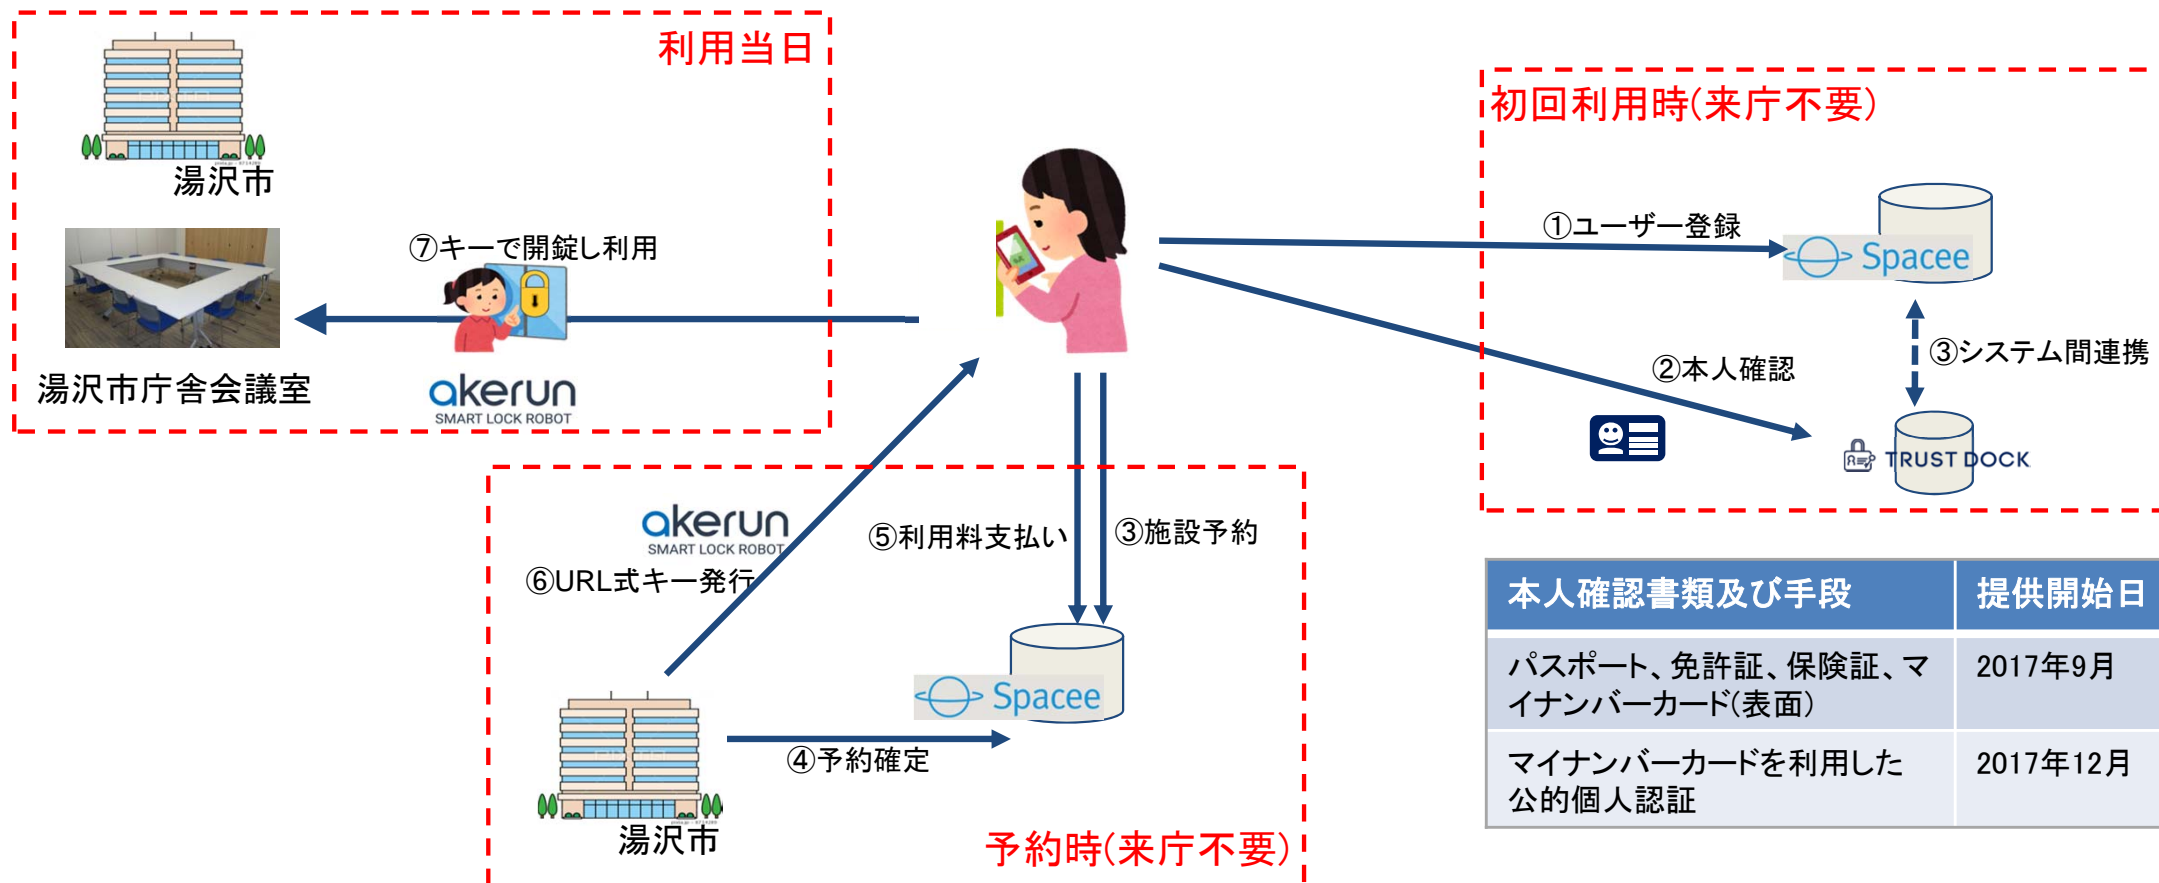 利用当日
湯沢市
⑦キーで開錠し利用
湯沢市庁舎会議室
akerun
SMART LOCK ROBOT
初回利用時(来庁不要)
①ユーザー登録
Spacee
③システム間連携
②本人確認
TRUST DOCK
akerun
SMART LOCK ROBOT
⑥URL式キー発行
⑤利用料支払い
③施設予約
Spacee
④予約確定
湯沢市
予約時(来庁不要)
本人確認書類及び手段 提供開始日
パスポート、免許証、保険証、マ 2017年9月
イナンバーカード(表面)
マイナンバーカードを利用した 2017年12月
公的個人認証